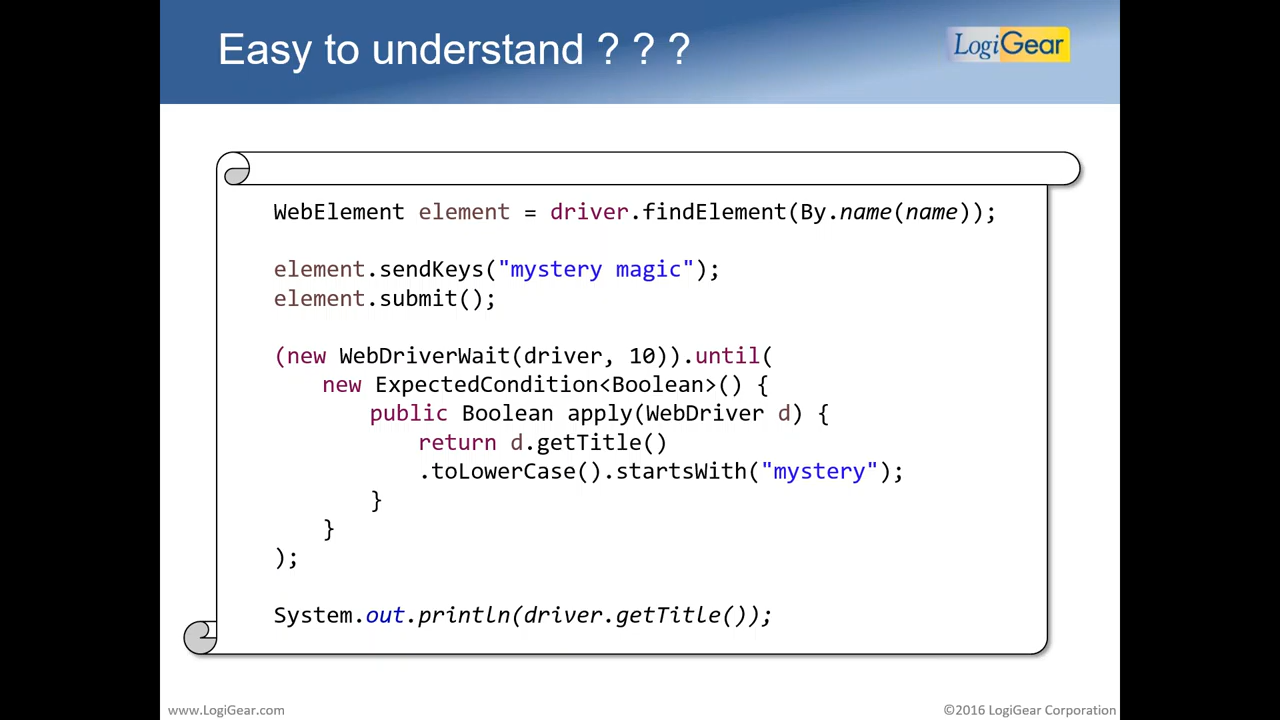 Easy to understand ? ? ?
LogiGear
WebElement element = driver.findElement(By.name(name));
element.sendKeys("mystery magic");
element.submit();
(new WebDriverWait(driver, 10)).until(
new ExpectedCondition<Boolean>() {
public Boolean apply(WebDriver d) {
return d.getTitle()
.toLowerCase().startsWith("mystery");
}
}
);
System.out.println(driver.getTitle());
www.LogiGear.com
©2016 LogiGear Corporation